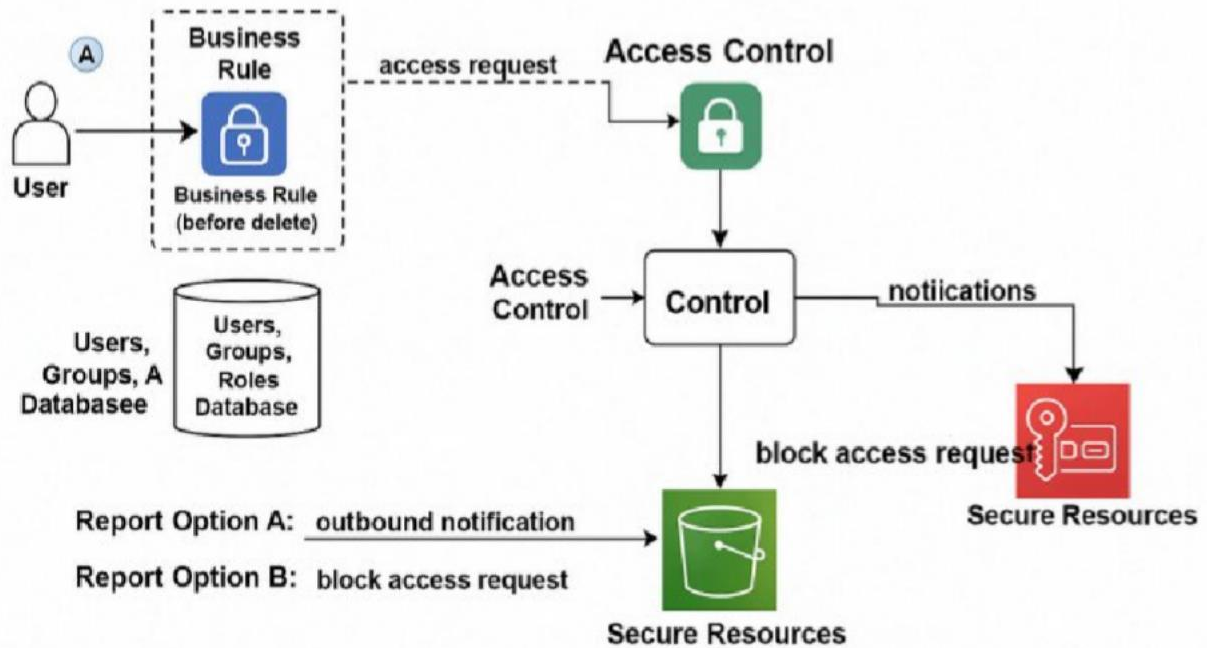 A
Business
Rule
Business Rule
(before delete)
User
access request
Access Control
Access
Control
Control
notiications
Users,
Groups, A
Databasee
Users,
Groups,
Roles
Database
block access request
Secure Resources
Report Option A: outbound notification
Report Option B: block access request
Secure Resources